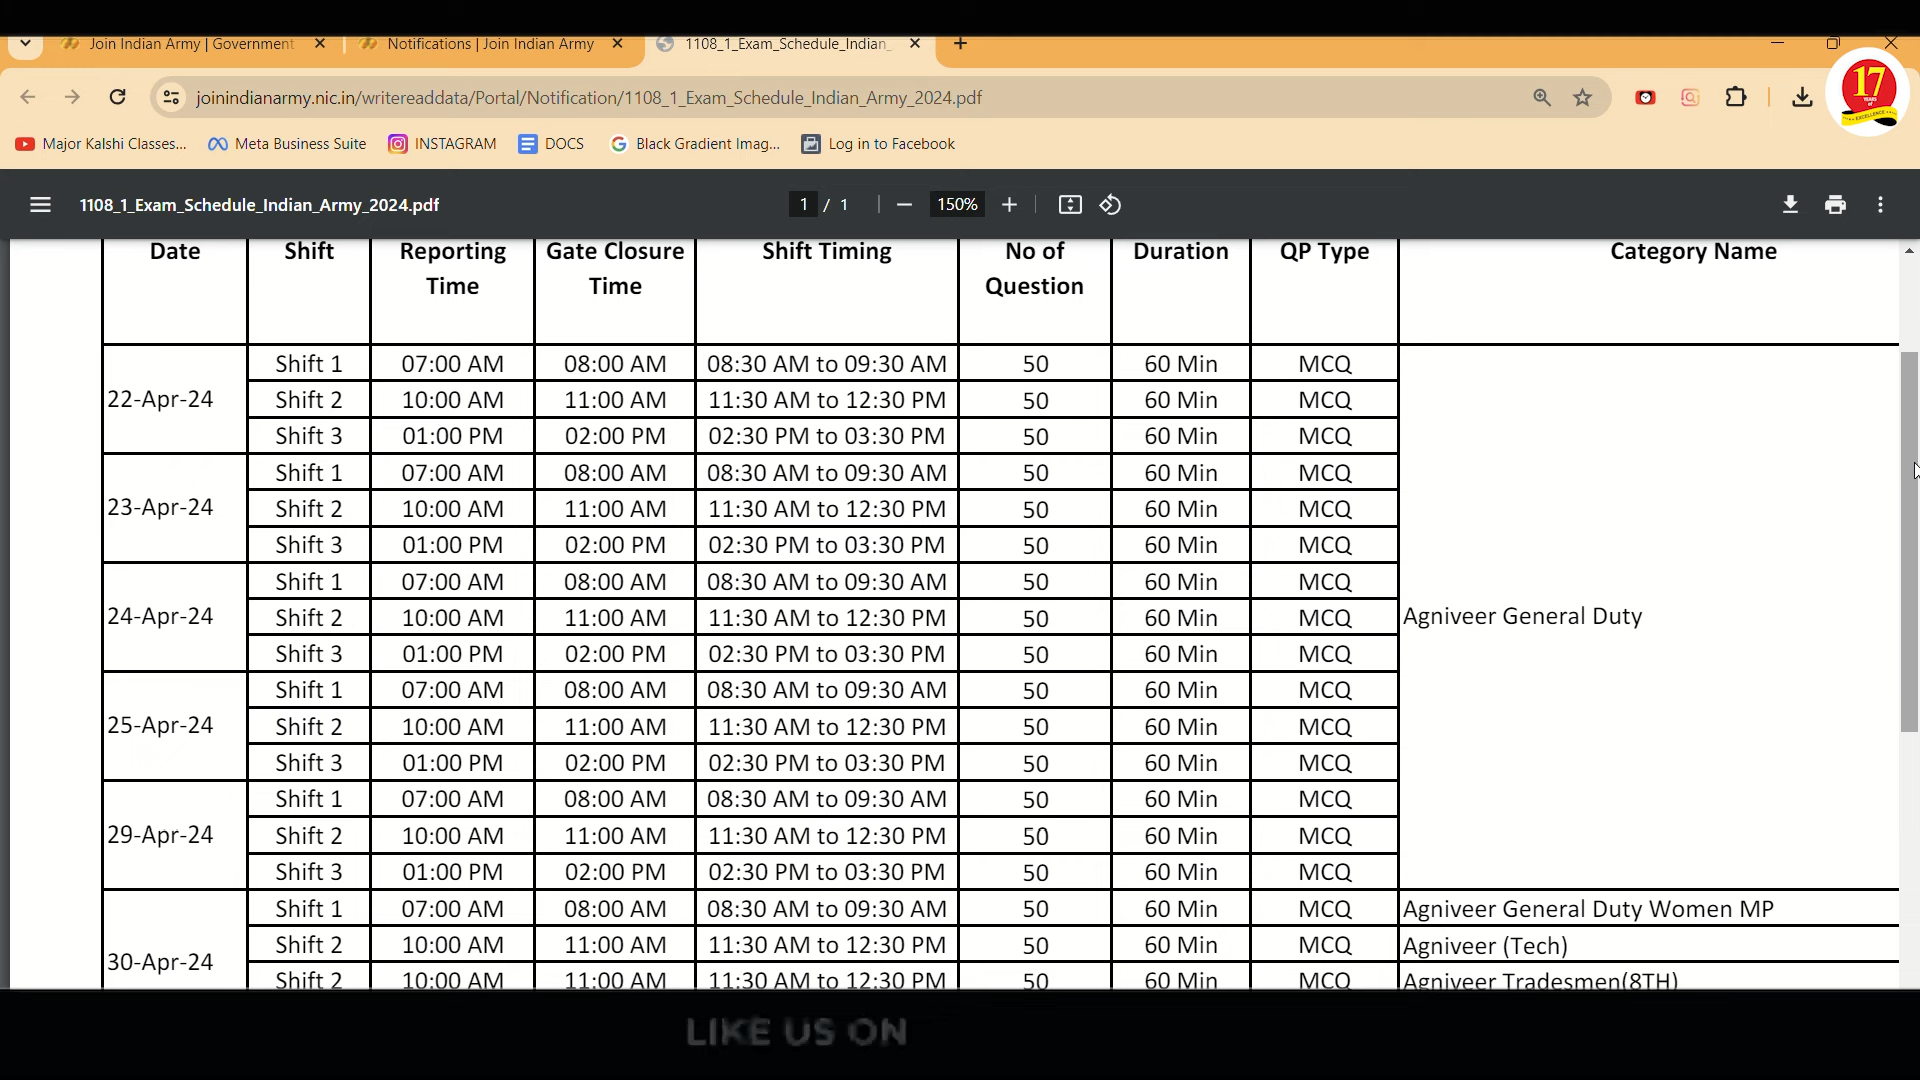 Join Indian Army | Government
Notifications | Join Indian Army
1108_1_Exam_Schedule_Indian_
joinindianarmy.nic.in/writereaddata/Portal/Notification/1108_1_Exam_Schedule_Indian_Army_2024.pdf
17
YEARS
of
EXCELLENCE
Major Kalshi Classes...
Meta Business Suite
INSTAGRAM
DOCS
Black Gradient Imag...
Log in to Facebook
1108_1_Exam_Schedule_Indian_Army_2024.pdf
1 / 1
150%
Date Shift Reporting Time Gate Closure Time Shift Timing No of Question Duration QP Type Category Name
22-Apr-24
Shift 1 07:00 AM 08:00 AM 08:30 AM to 09:30 AM 50 60 Min MCQ
Shift 2 10:00 AM 11:00 AM 11:30 AM to 12:30 PM 50 60 Min MCQ
Shift 3 01:00 PM 02:00 PM 02:30 PM to 03:30 PM 50 60 Min MCQ
23-Apr-24
Shift 1 07:00 AM 08:00 AM 08:30 AM to 09:30 AM 50 60 Min MCQ
Shift 2 10:00 AM 11:00 AM 11:30 AM to 12:30 PM 50 60 Min MCQ
Shift 3 01:00 PM 02:00 PM 02:30 PM to 03:30 PM 50 60 Min MCQ
24-Apr-24
Shift 1 07:00 AM 08:00 AM 08:30 AM to 09:30 AM 50 60 Min MCQ
Shift 2 10:00 AM 11:00 AM 11:30 AM to 12:30 PM 50 60 Min MCQ
Shift 3 01:00 PM 02:00 PM 02:30 PM to 03:30 PM 50 60 Min MCQ
Agniveer General Duty
25-Apr-24
Shift 1 07:00 AM 08:00 AM 08:30 AM to 09:30 AM 50 60 Min MCQ
Shift 2 10:00 AM 11:00 AM 11:30 AM to 12:30 PM 50 60 Min MCQ
Shift 3 01:00 PM 02:00 PM 02:30 PM to 03:30 PM 50 60 Min MCQ
29-Apr-24
Shift 1 07:00 AM 08:00 AM 08:30 AM to 09:30 AM 50 60 Min MCQ
Shift 2 10:00 AM 11:00 AM 11:30 AM to 12:30 PM 50 60 Min MCQ
Shift 3 01:00 PM 02:00 PM 02:30 PM to 03:30 PM 50 60 Min MCQ
30-Apr-24
Shift 1 07:00 AM 08:00 AM 08:30 AM to 09:30 AM 50 60 Min MCQ Agniveer General Duty Women MP
Shift 2 10:00 AM 11:00 AM 11:30 AM to 12:30 PM 50 60 Min MCQ Agniveer (Tech)
Shift 2 10:00 AM 11:00 AM 11:30 AM to 12:30 PM 50 60 Min MCQ Agniveer Tradesmen(8TH)
LIKE US ON